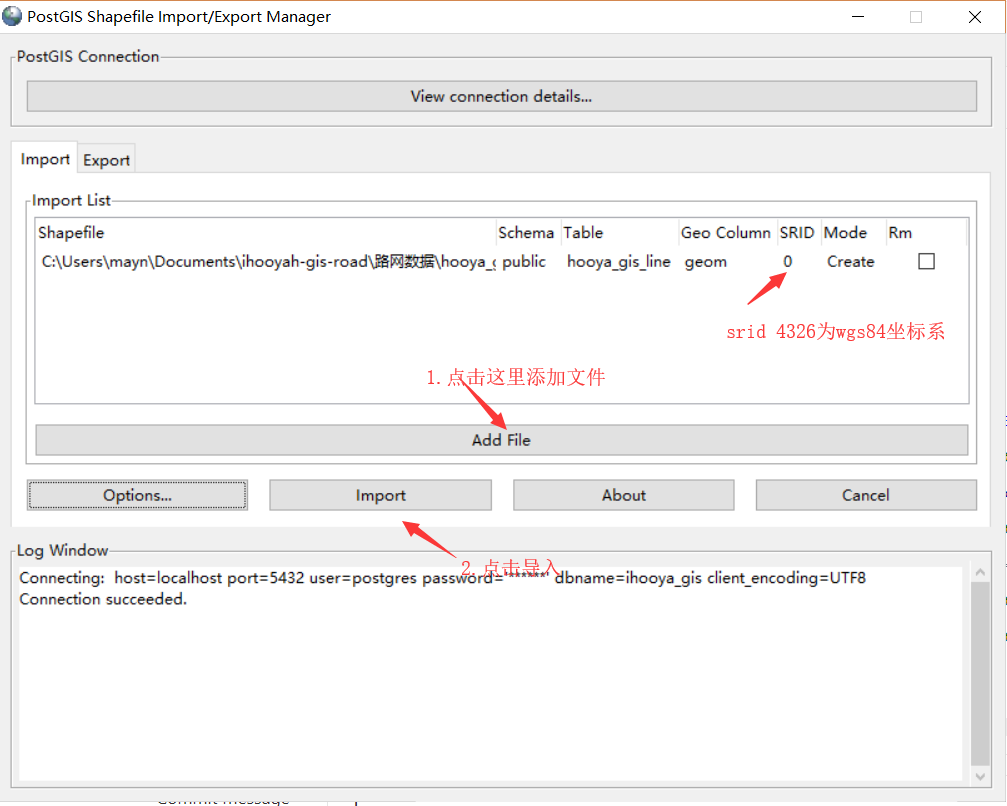 PostGIS Shapefile Import/Export Manager
PostGIS Connection
View connection details...
Import Export
Import List
Shapefile Schema Table Geo Column SRID Mode Rm
C:\Users\mayn\Documents\ihooyah-gis-road\路网数据\hooya_g public hooya_gis_line geom 0 Create
srid 4326为wgs84坐标系
1.点击这里添加文件
Add File
Options... Import About Cancel
Log Window
2.点击导入
Connecting: host=localhost port=5432 user=postgres password='*******' dbname=ihooya_gis client_encoding=UTF8
Connection succeeded.